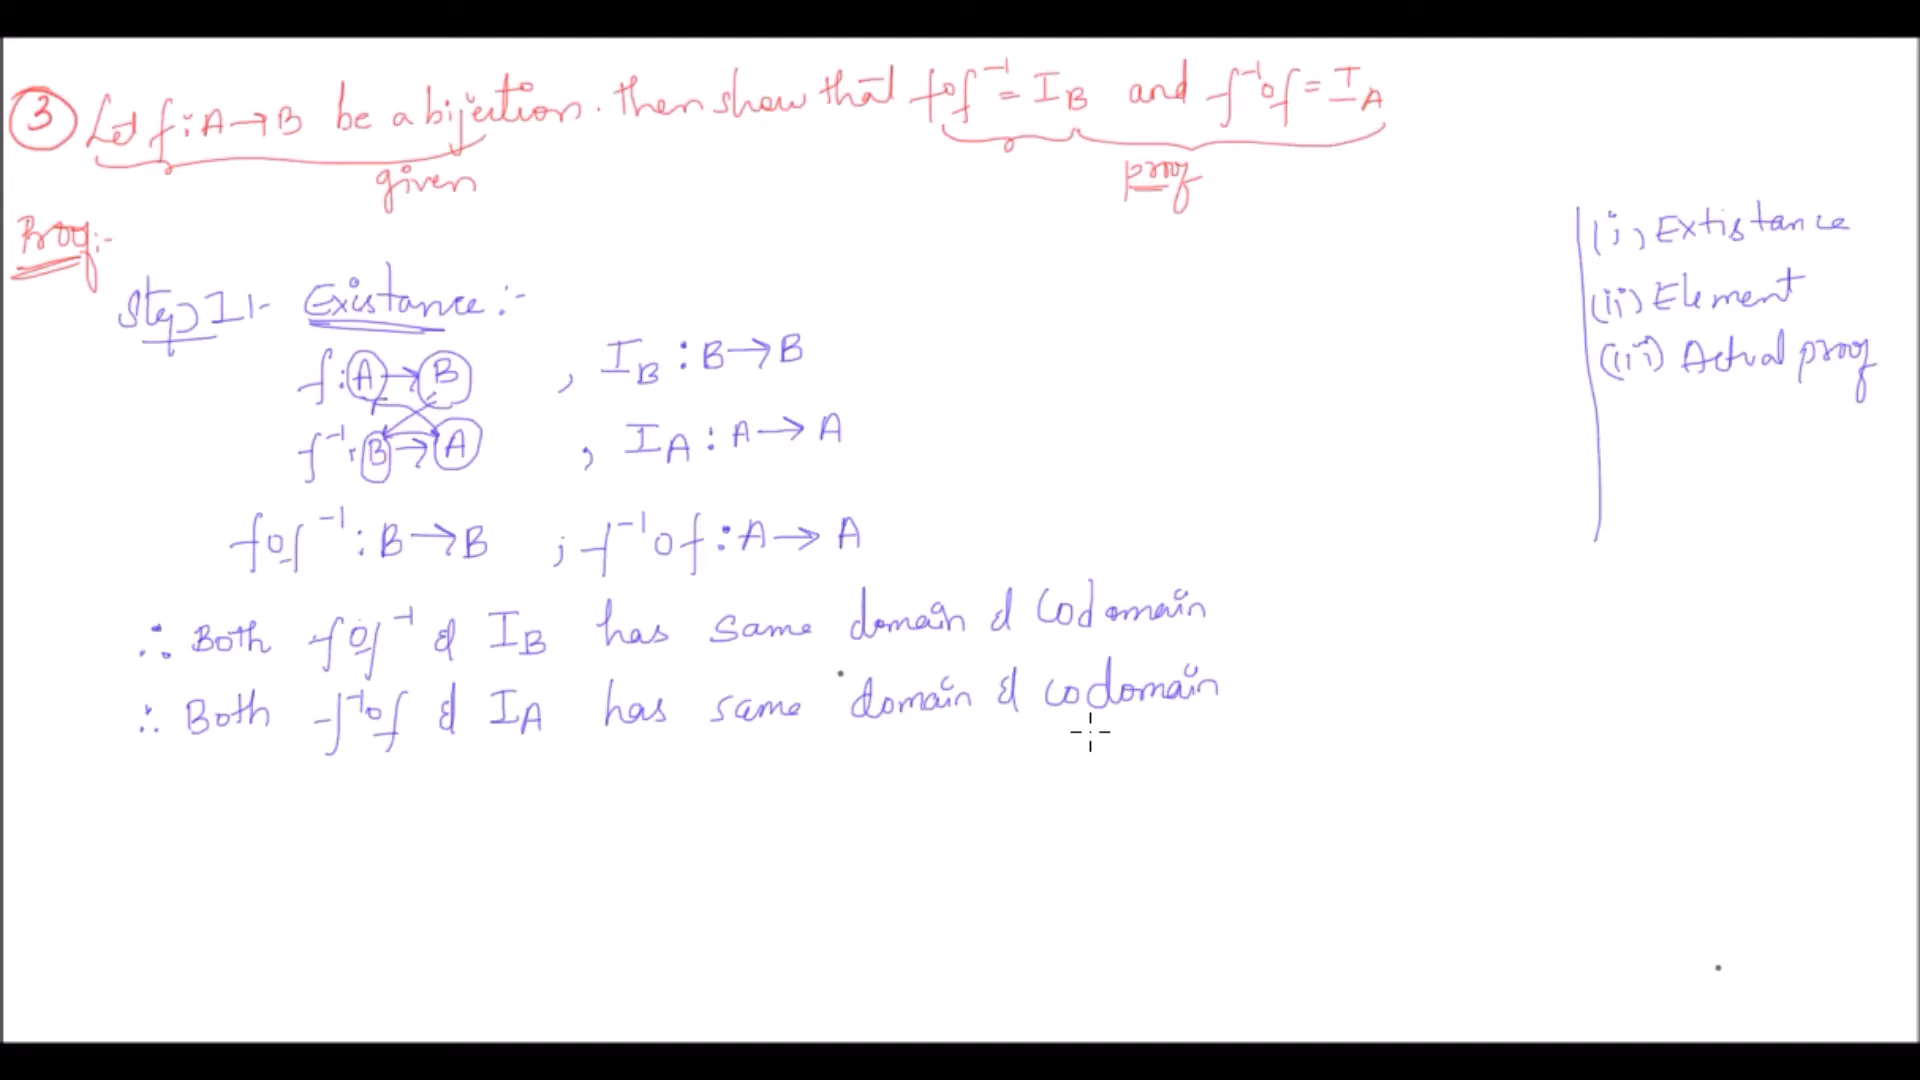 ③ Let f : A → B be a bijection. Then show that fof⁻¹ = I_B and f⁻¹of = I_A
given
proof
Proof:-
Step I :- Existance :-
f : A → B , I_B : B → B
f⁻¹ : B → A , I_A : A → A
fof⁻¹ : B → B ; f⁻¹of : A → A
∴ Both fof⁻¹ & I_B has same domain & Codomain
∴ Both f⁻¹of & I_A has same domain & codomain
(i) Extistance
(ii) Element
(iii) Actual proof